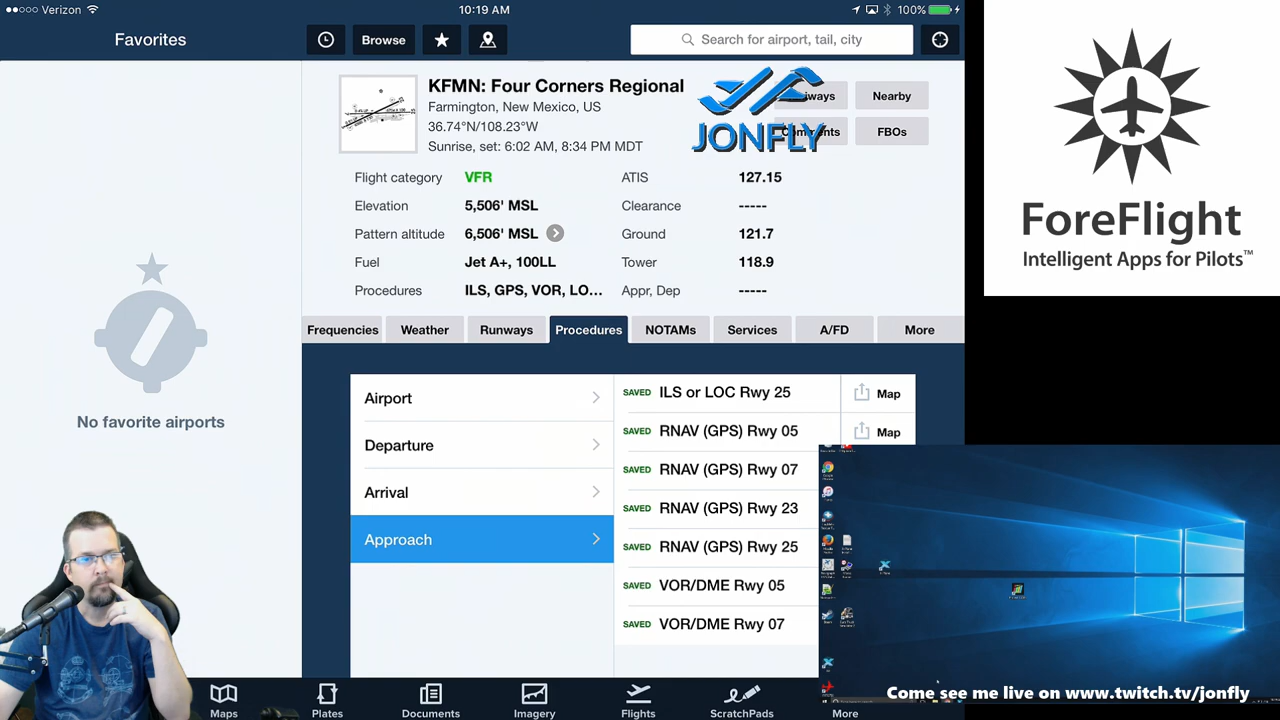 Verizon
10:19 AM
100%
Favorites
Browse
Search for airport, tail, city
KFMN: Four Corners Regional
Farmington, New Mexico, US
36.74°N/108.23°W
Sunrise, set: 6:02 AM, 8:34 PM MDT
JONFLY
Nearby
FBOs
Flight category VFR
Elevation 5,506' MSL
Pattern altitude 6,506' MSL
Fuel Jet A+, 100LL
Procedures ILS, GPS, VOR, LO...
ATIS 127.15
Clearance -----
Ground 121.7
Tower 118.9
Appr, Dep -----
Frequencies Weather Runways Procedures NOTAMs Services A/FD More
Airport
Departure
Arrival
Approach
SAVED ILS or LOC Rwy 25 Map
SAVED RNAV (GPS) Rwy 05 Map
SAVED RNAV (GPS) Rwy 07
SAVED RNAV (GPS) Rwy 23
SAVED RNAV (GPS) Rwy 25
SAVED VOR/DME Rwy 05
SAVED VOR/DME Rwy 07
No favorite airports
Maps Plates Documents Imagery Flights ScratchPads More
ForeFlight
Intelligent Apps for Pilots™
Come see me live on www.twitch.tv/jonfly